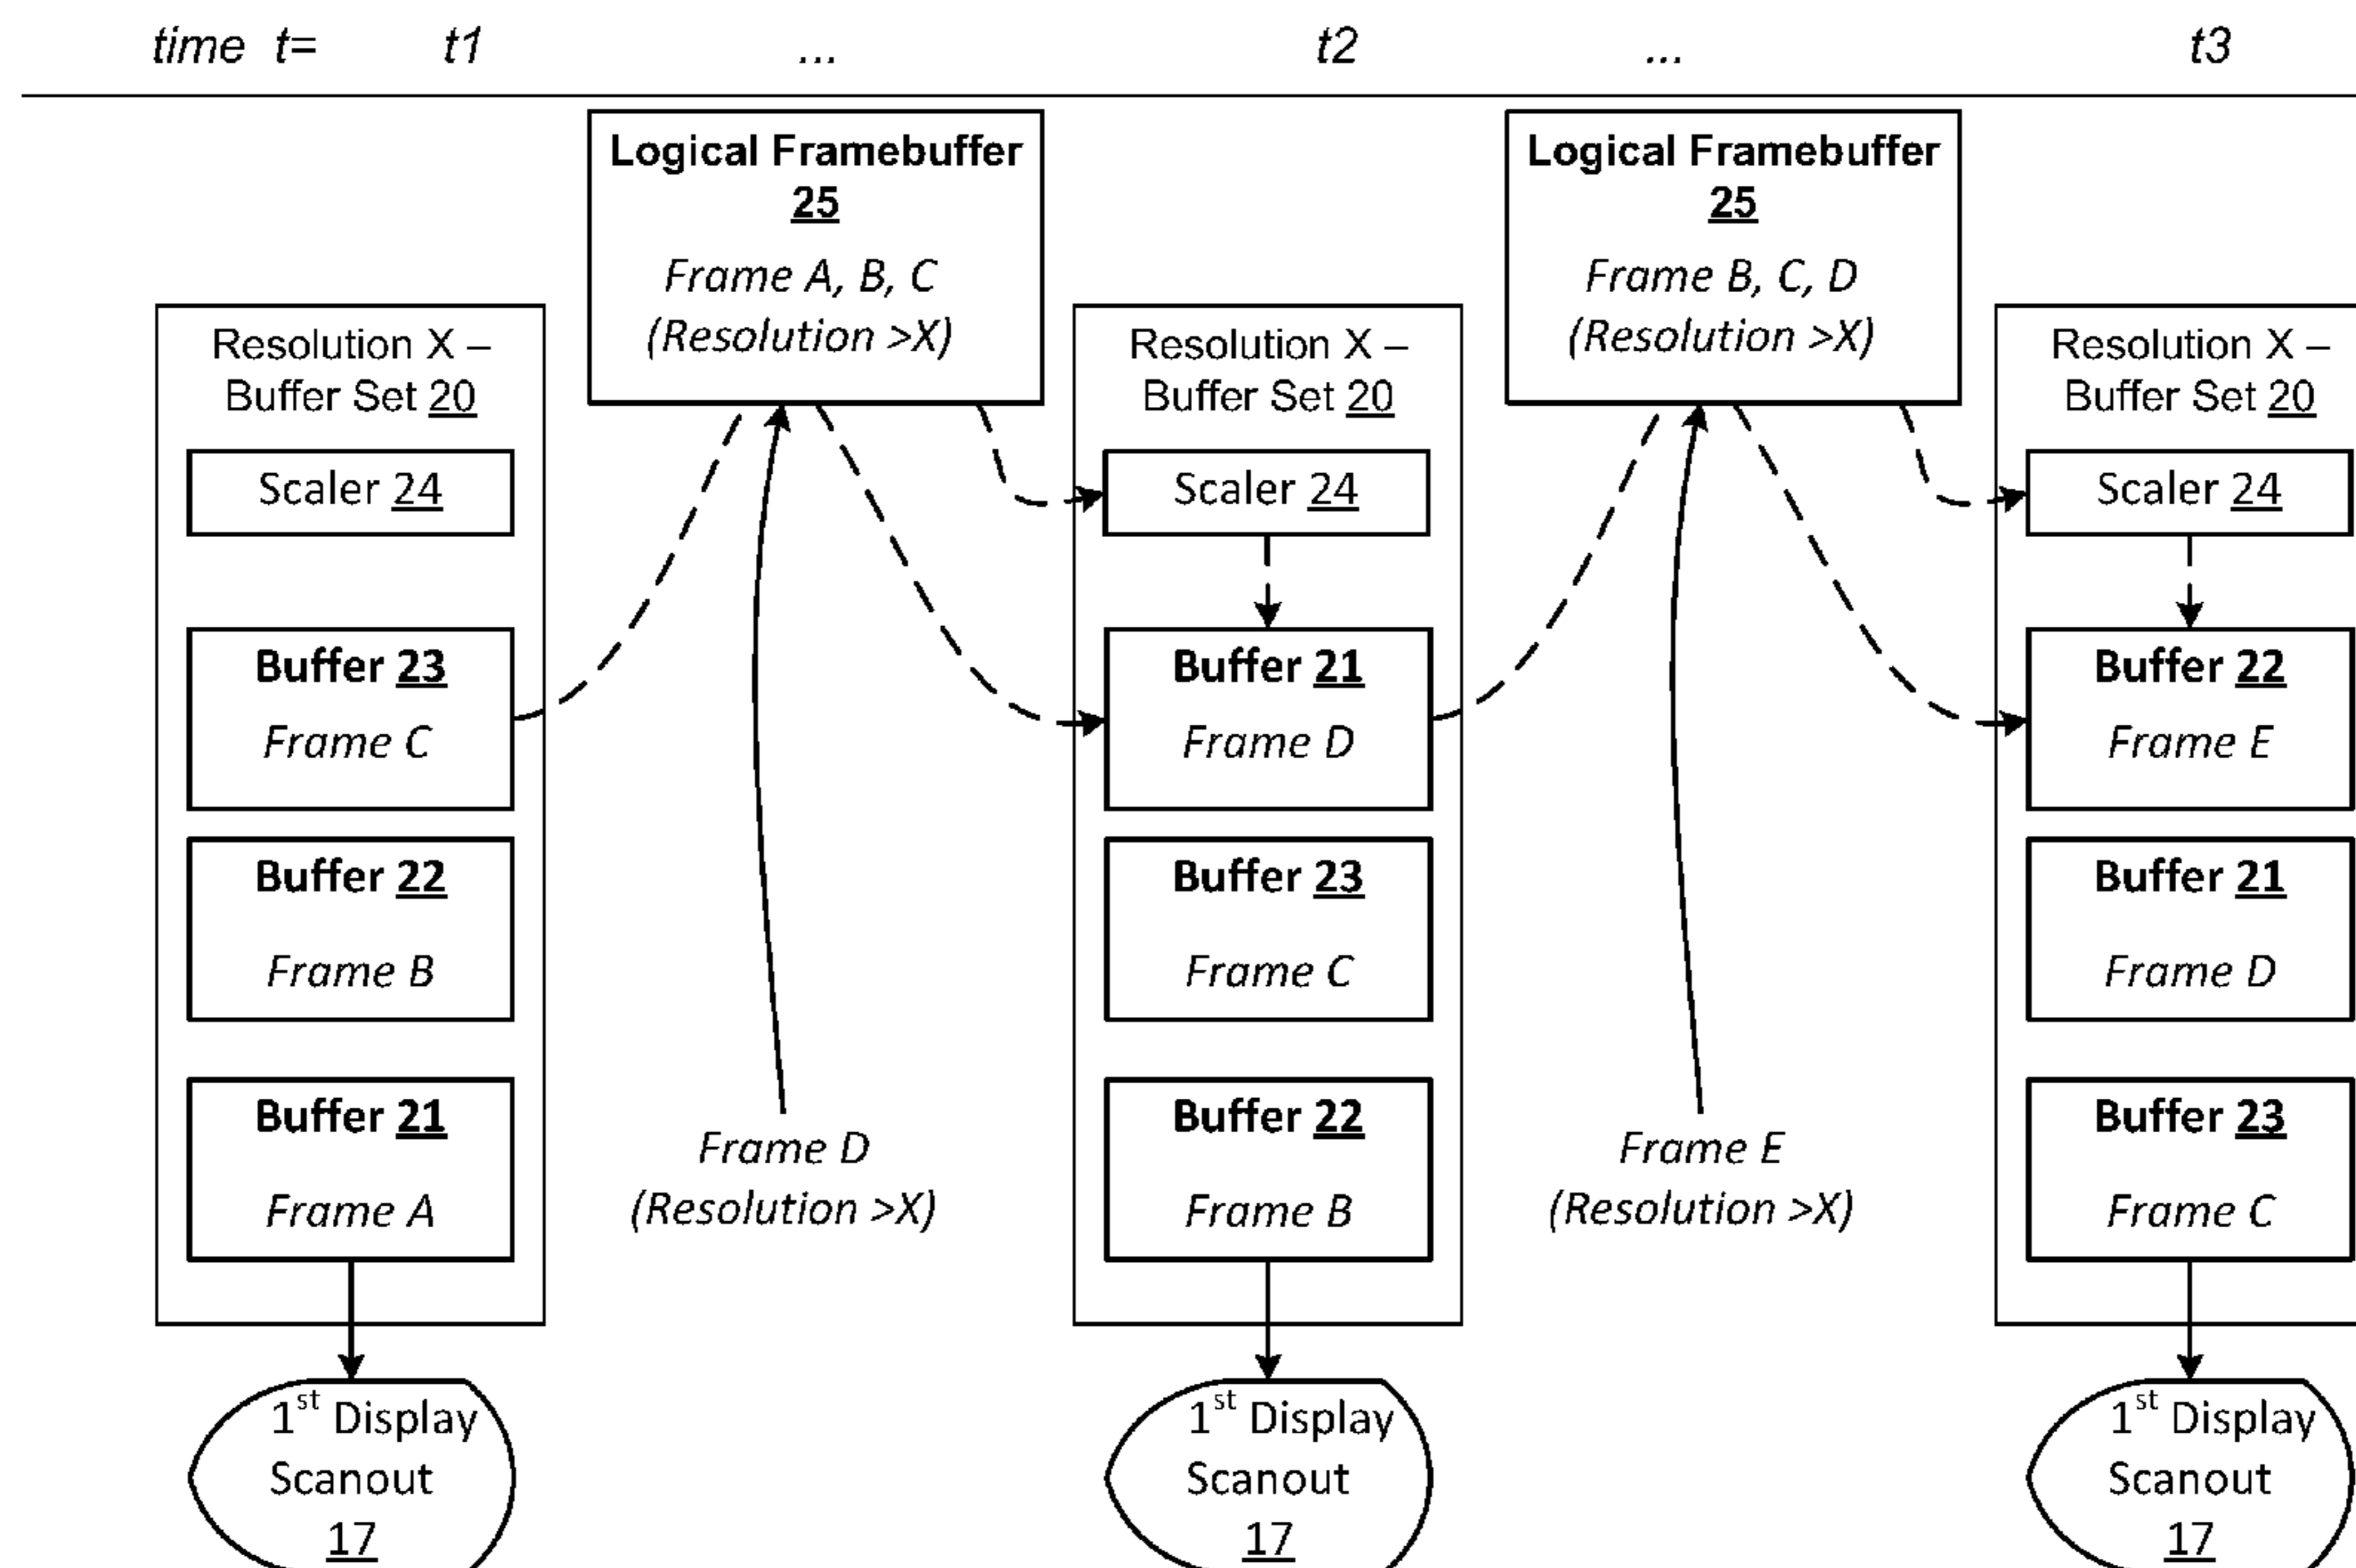 time t= t1 ... t2 ... t3
Logical Framebuffer
25
Frame A, B, C
(Resolution >X)
Logical Framebuffer
25
Frame B, C, D
(Resolution >X)
Resolution X –
Buffer Set 20
Scaler 24
Buffer 23
Frame C
Buffer 22
Frame B
Buffer 21
Frame A
1st Display
Scanout
17
Frame D
(Resolution >X)
Resolution X –
Buffer Set 20
Scaler 24
Buffer 21
Frame D
Buffer 23
Frame C
Buffer 22
Frame B
1st Display
Scanout
17
Frame E
(Resolution >X)
Resolution X –
Buffer Set 20
Scaler 24
Buffer 22
Frame E
Buffer 21
Frame D
Buffer 23
Frame C
1st Display
Scanout
17